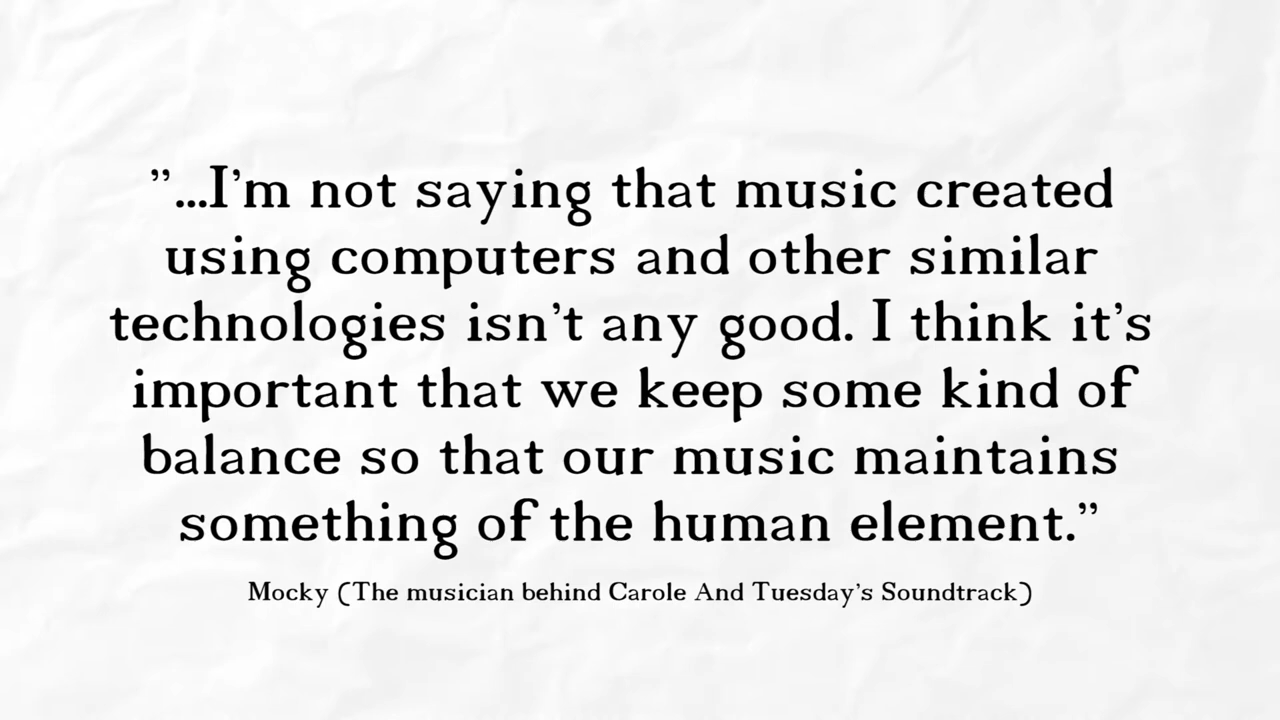 ”...I’m not saying that music created
using computers and other similar
technologies isn’t any good. I think it’s
important that we keep some kind of
balance so that our music maintains
something of the human element.”
Mocky (The musician behind Carole And Tuesday’s Soundtrack)